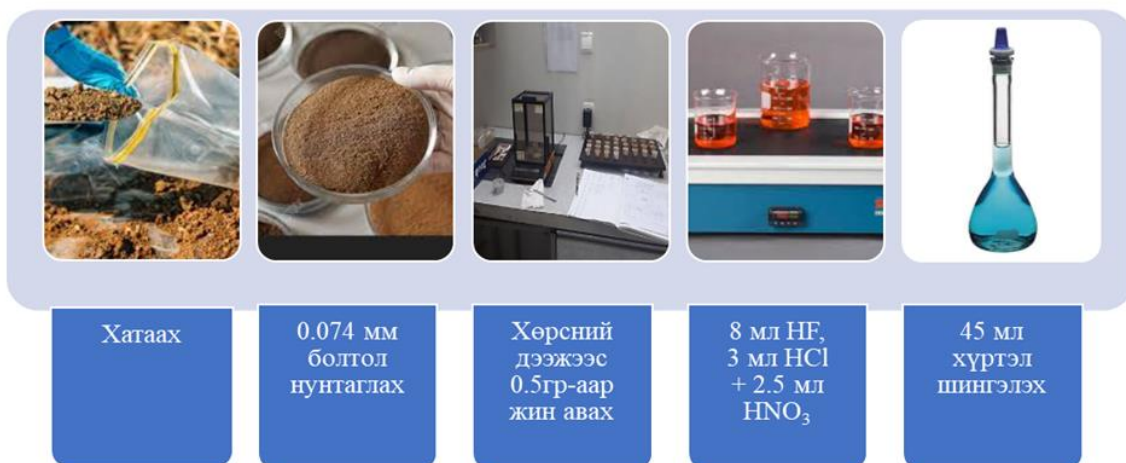 Хатаах
0.074 мм
болтол
нунтаглах
Хөрсний
дээжээс
0.5гр-аар
жин авах
8 мл HF,
3 мл HCl
+ 2.5 мл
HNO₃
45 мл
хүртэл
шингэлэх